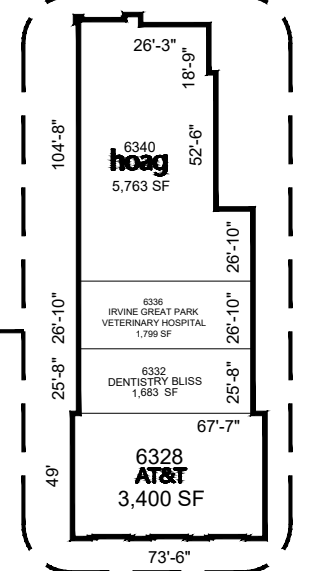 26'-3"
18'-9"
104'-8"
52'-6"
6340
hoag
5,763 SF
26'-10"
26'-10"
6336
IRVINE GREAT PARK
VETERINARY HOSPITAL
1,799 SF
26'-10"
25'-8"
6332
DENTISTRY BLISS
1,683 SF
25'-8"
67'-7"
49'
6328
AT&T
3,400 SF
73'-6"